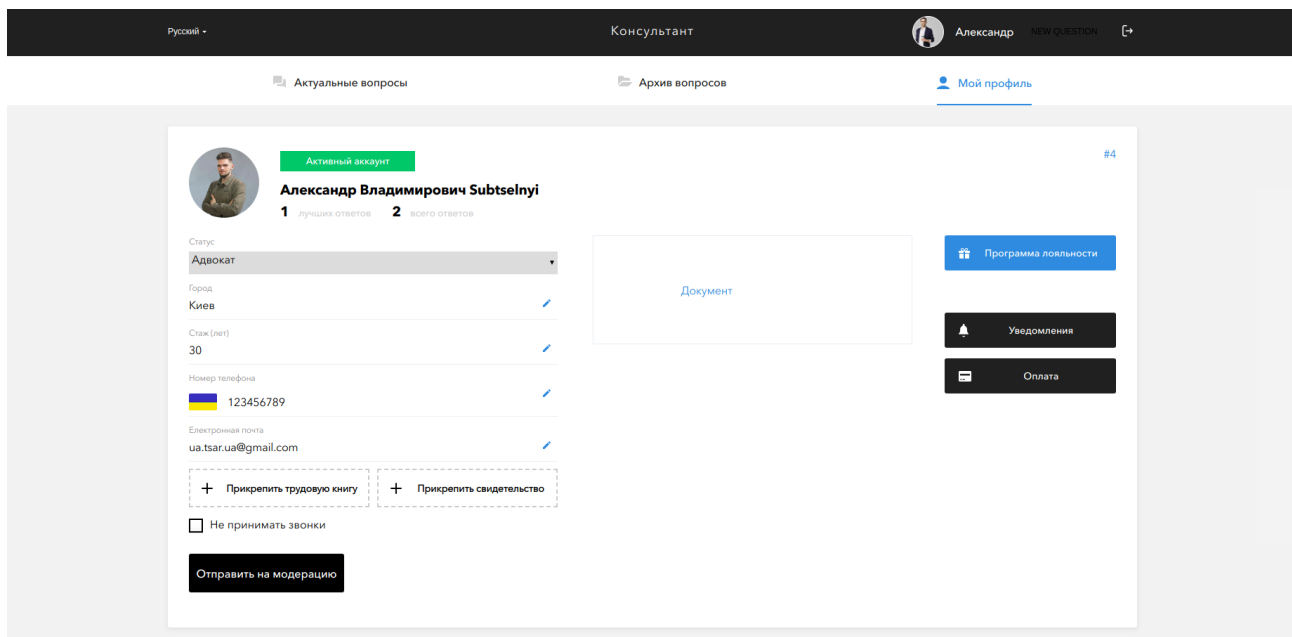 Русский
Консультант
Александр
NEW QUESTION
Актуальные вопросы
Архив вопросов
Мой профиль
Активный аккаунт
#4
Александр Владимирович Subtselnyi
1 лучших ответов 2 всего ответов
Статус
Адвокат
Город
Киев
Стаж (лет)
30
Номер телефона
123456789
Електронная почта
ua.tsar.ua@gmail.com
+ Прикрепить трудовую книгу
+ Прикрепить свидетельство
Не принимать звонки
Отправить на модерацию
Документ
Программа лояльности
Уведомления
Оплата